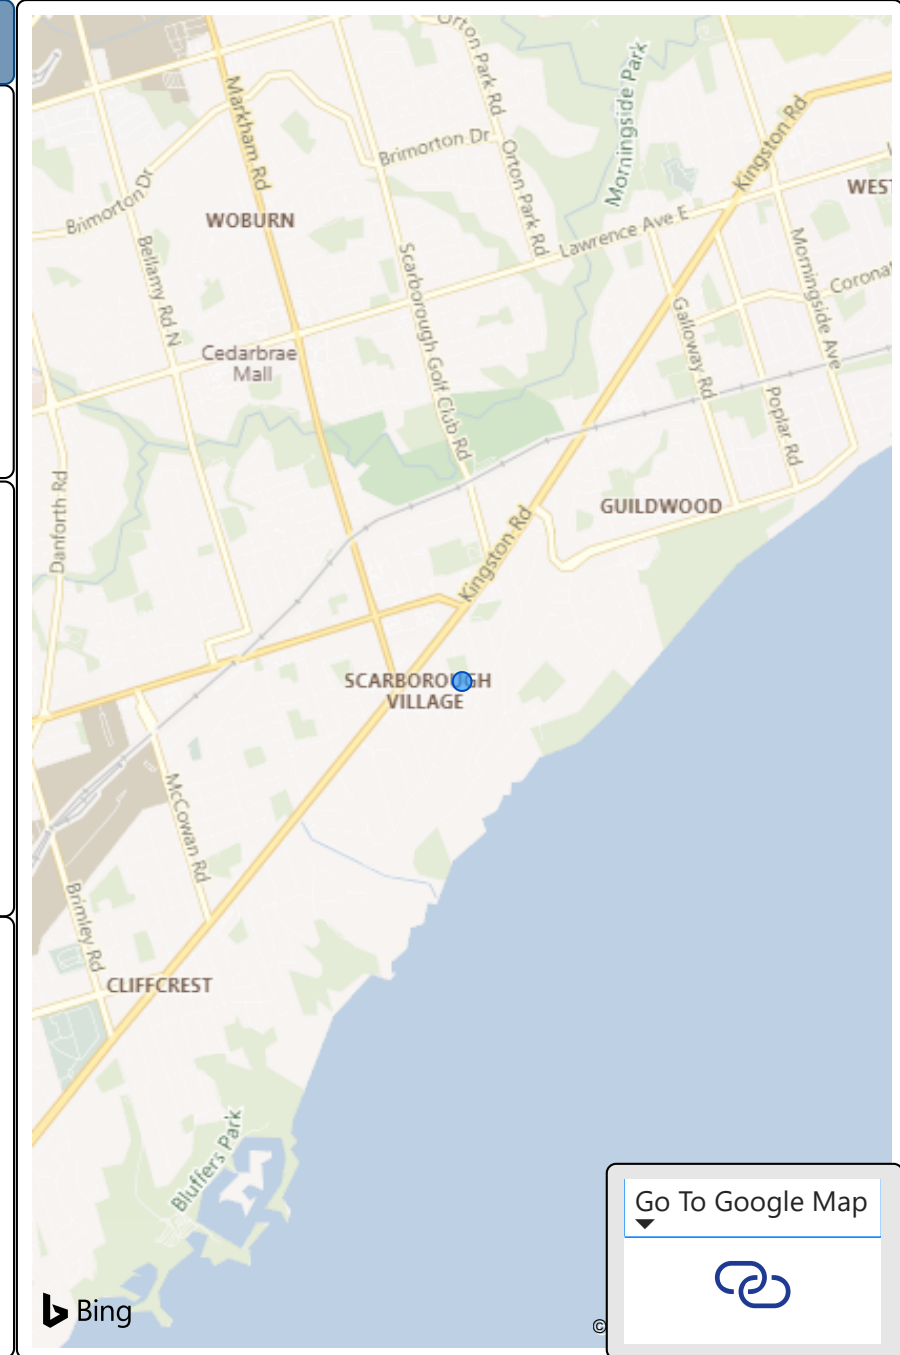 Orton Park Rd
Markham Rd
Morningside Park
Kingston Rd
Brimorton Dr
Orton Park Rd
Brimorton Dr
WOBURN
WEST
Lawrence Ave E
Bellamy Rd N
Scarborough Golf Club Rd
Morningside Ave
Coronat
Galloway Rd
Cedarbrae
Mall
Poplar Rd
Danforth Rd
GUILDWOOD
Kingston Rd
SCARBOROUGH
VILLAGE
McCowan Rd
Brimley Rd
CLIFFCREST
Bluffers Park
Go To Google Map
Bing
©